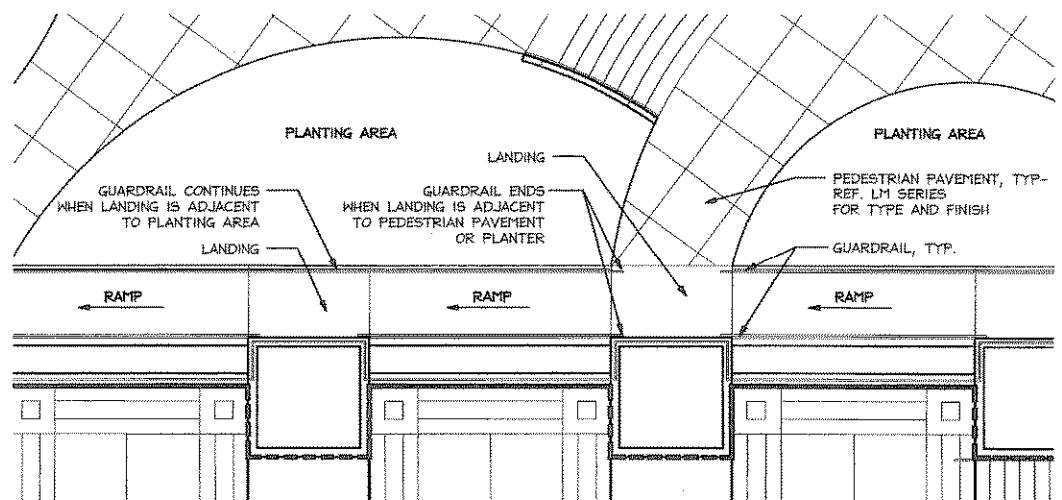 PLANTING AREA
PLANTING AREA
LANDING
GUARDRAIL CONTINUES
WHEN LANDING IS ADJACENT
TO PLANTING AREA
GUARDRAIL ENDS
WHEN LANDING IS ADJACENT
TO PEDESTRIAN PAVEMENT
OR PLANTER
PEDESTRIAN PAVEMENT, TYP-
REF. LM SERIES
FOR TYPE AND FINISH
LANDING
GUARDRAIL, TYP.
RAMP
RAMP
RAMP